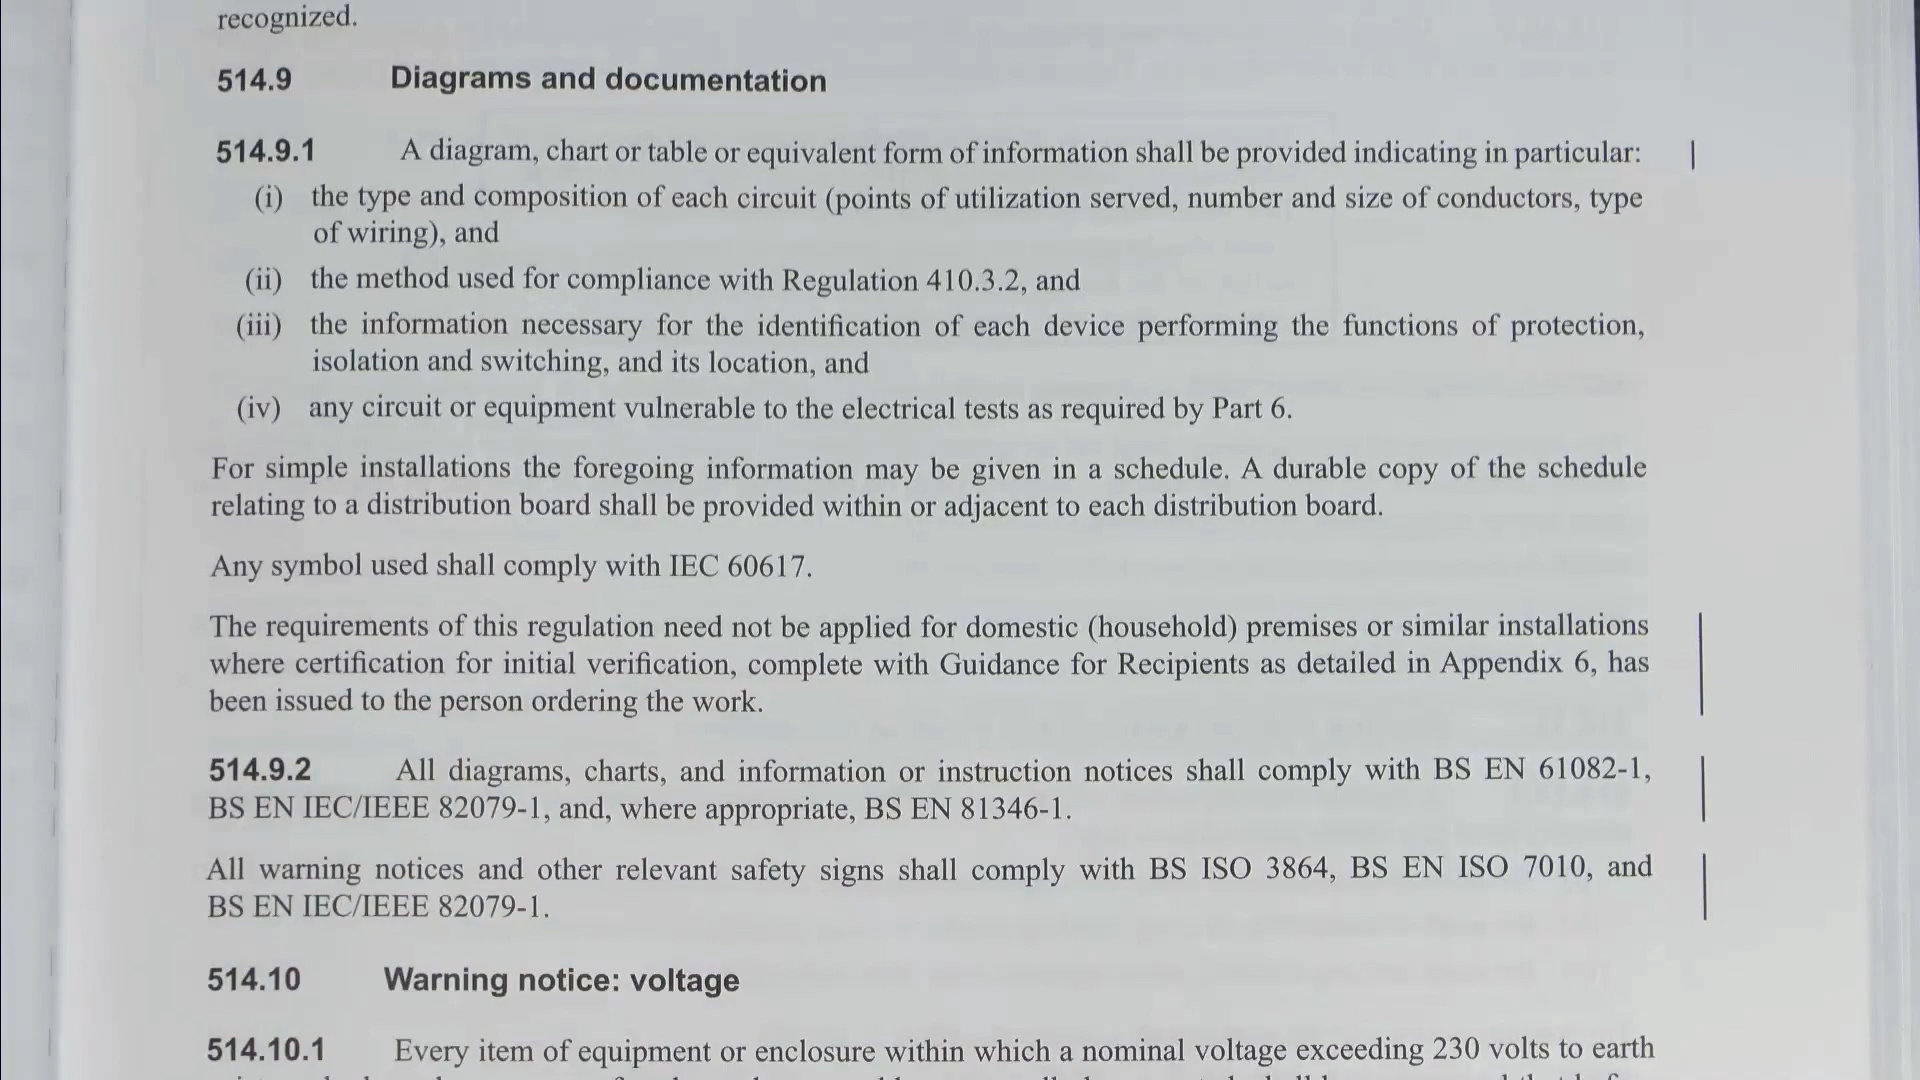 recognized.
514.9 Diagrams and documentation
514.9.1 A diagram, chart or table or equivalent form of information shall be provided indicating in particular:
(i) the type and composition of each circuit (points of utilization served, number and size of conductors, type
of wiring), and
(ii) the method used for compliance with Regulation 410.3.2, and
(iii) the information necessary for the identification of each device performing the functions of protection,
isolation and switching, and its location, and
(iv) any circuit or equipment vulnerable to the electrical tests as required by Part 6.
For simple installations the foregoing information may be given in a schedule. A durable copy of the schedule
relating to a distribution board shall be provided within or adjacent to each distribution board.
Any symbol used shall comply with IEC 60617.
The requirements of this regulation need not be applied for domestic (household) premises or similar installations
where certification for initial verification, complete with Guidance for Recipients as detailed in Appendix 6, has
been issued to the person ordering the work.
514.9.2 All diagrams, charts, and information or instruction notices shall comply with BS EN 61082-1,
BS EN IEC/IEEE 82079-1, and, where appropriate, BS EN 81346-1.
All warning notices and other relevant safety signs shall comply with BS ISO 3864, BS EN ISO 7010, and
BS EN IEC/IEEE 82079-1.
514.10 Warning notice: voltage
514.10.1 Every item of equipment or enclosure within which a nominal voltage exceeding 230 volts to earth